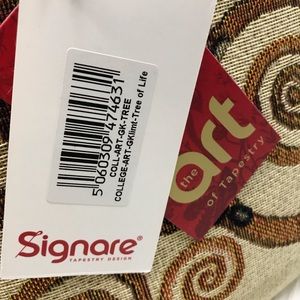 5 060309 474631
COLL-ART-GK-TREE
COLLEGE-ART-GKlimt-Tree of Life
Signare®
TAPESTRY DESIGN
the
art
of Tapestry